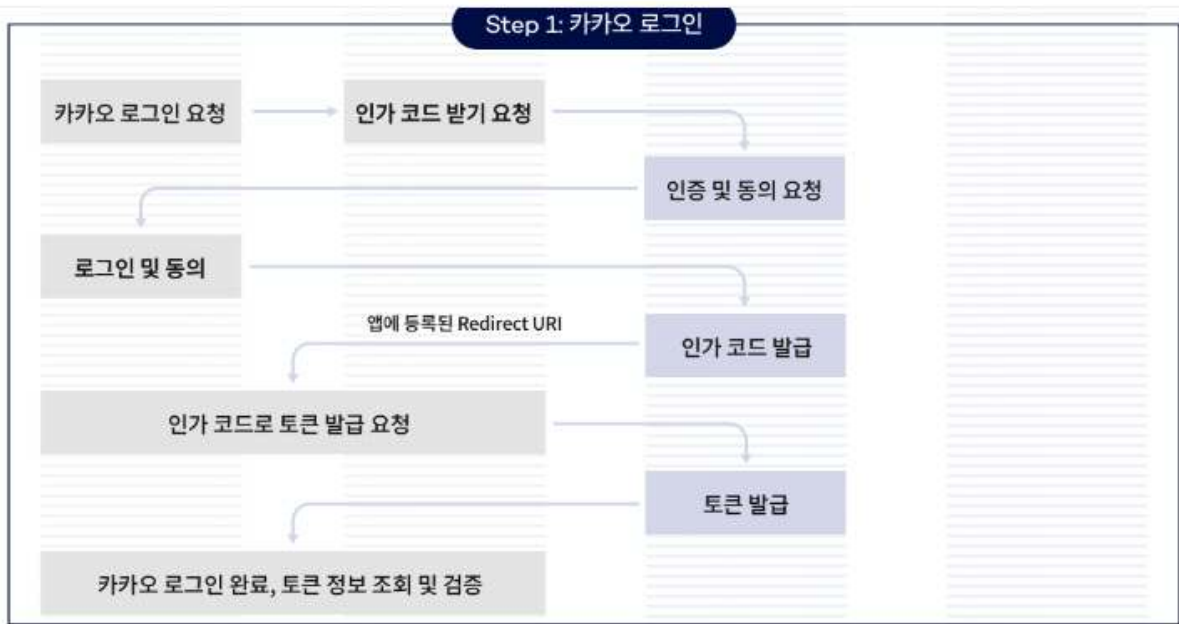 Step 1: 카카오 로그인
카카오 로그인 요청
인가 코드 받기 요청
인증 및 동의 요청
로그인 및 동의
앱에 등록된 Redirect URI
인가 코드 발급
인가 코드로 토큰 발급 요청
토큰 발급
카카오 로그인 완료, 토큰 정보 조회 및 검증